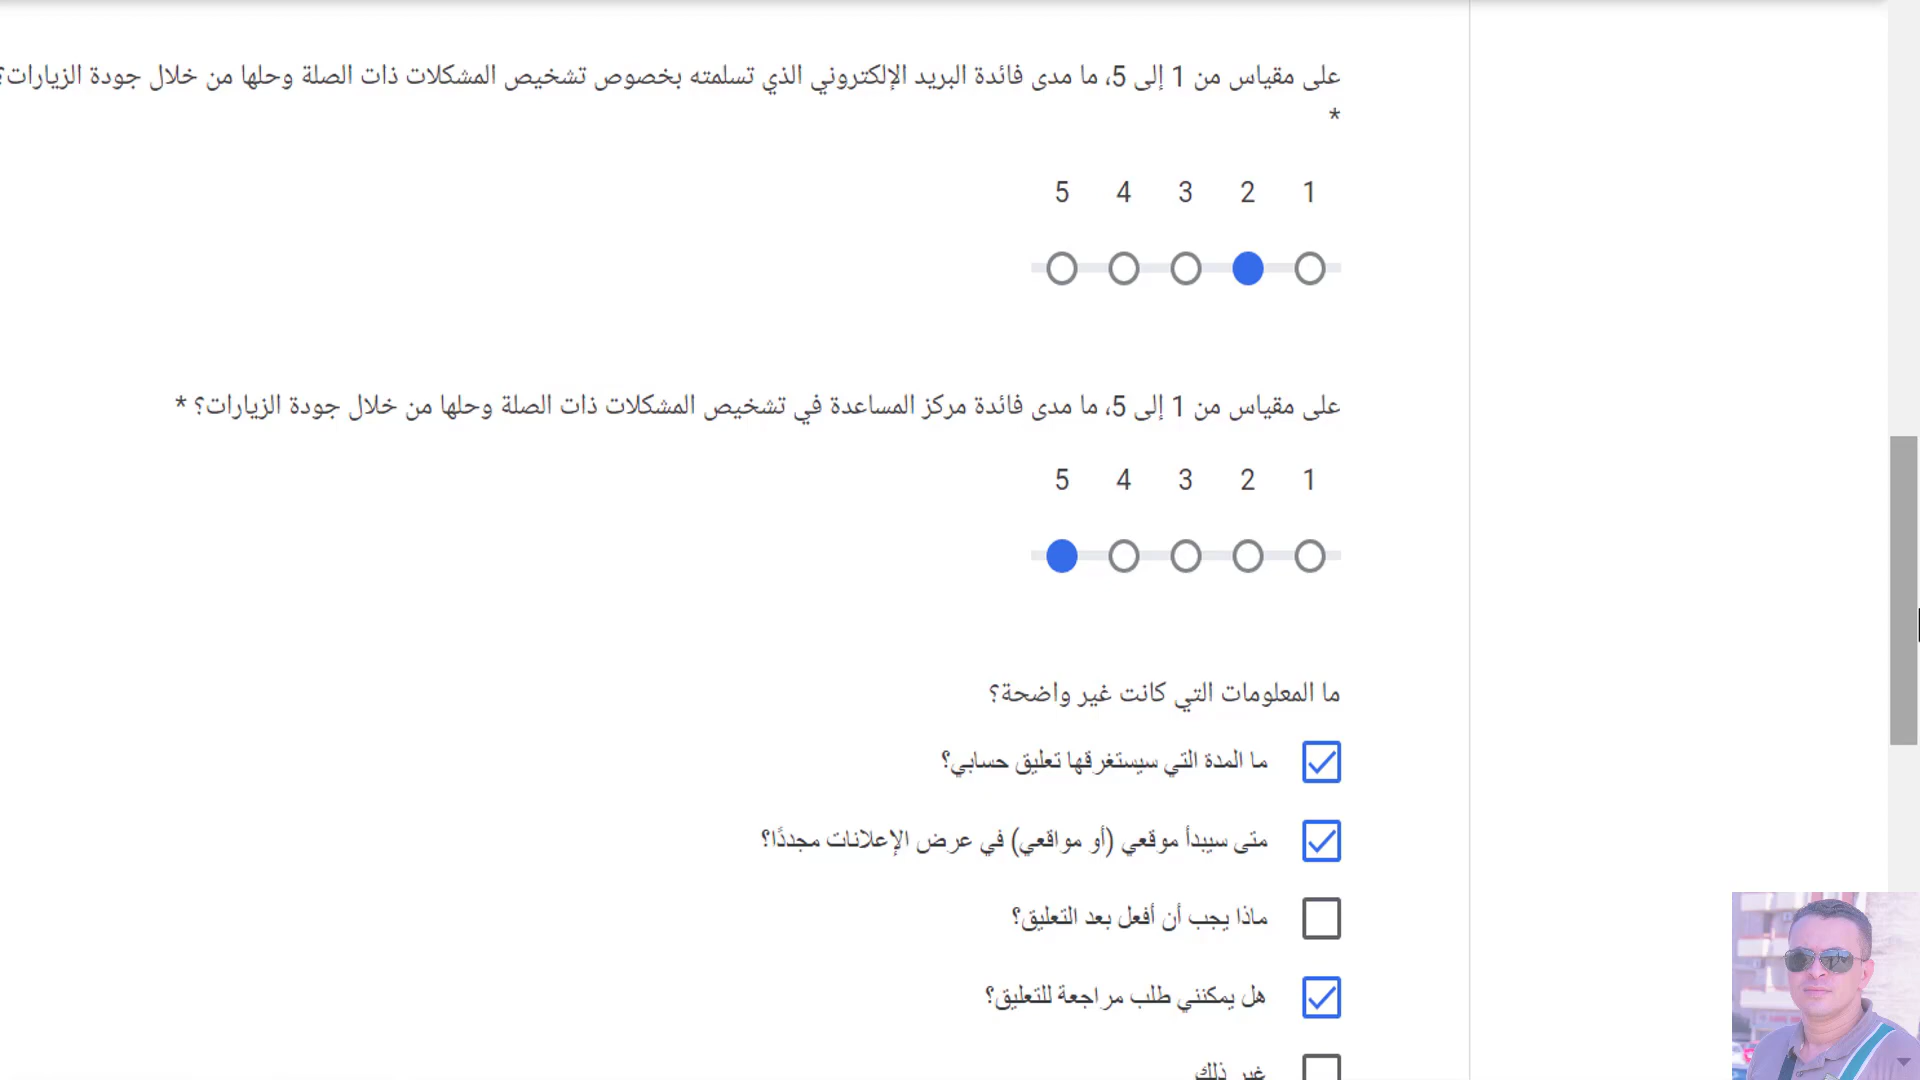 على مقياس من 1 إلى 5، ما مدى فائدة البريد الإلكتروني الذي تسلمته بخصوص تشخيص المشكلات ذات الصلة وحلها من خلال جودة الزيارات؟
*
1 2 3 4 5
على مقياس من 1 إلى 5، ما مدى فائدة مركز المساعدة في تشخيص المشكلات ذات الصلة وحلها من خلال جودة الزيارات؟ *
1 2 3 4 5
ما المعلومات التي كانت غير واضحة؟
ما المدة التي سيستغرقها تعليق حسابي؟
متى سيبدأ موقعي (أو مواقعي) في عرض الإعلانات مجددًا؟
ماذا يجب أن أفعل بعد التعليق؟
هل يمكنني طلب مراجعة للتعليق؟
غير ذلك